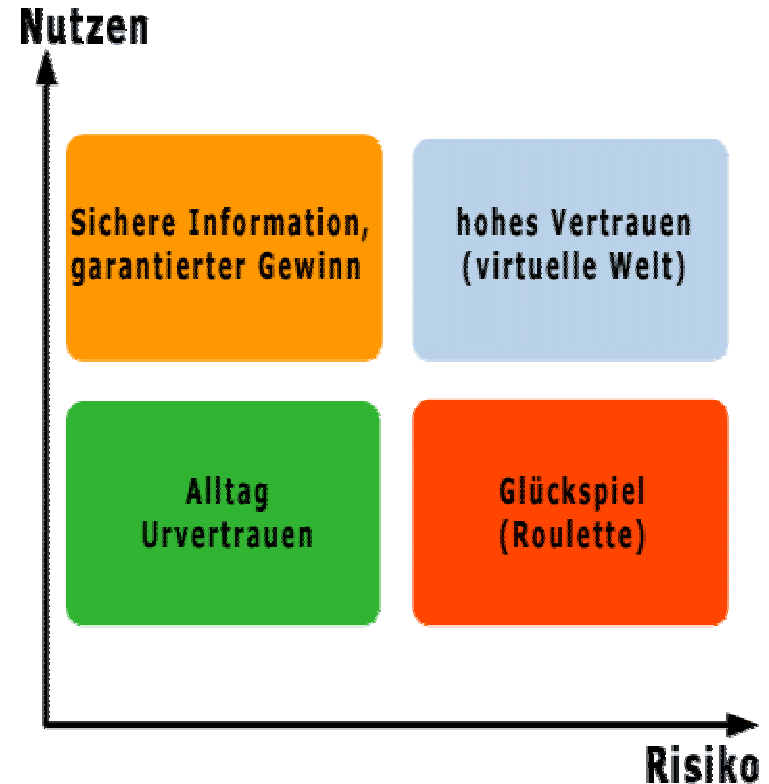 Nutzen
Sichere Information,
garantierter Gewinn
hohes Vertrauen
(virtuelle Welt)
Alltag
Urvertrauen
Glückspiel
(Roulette)
Risiko